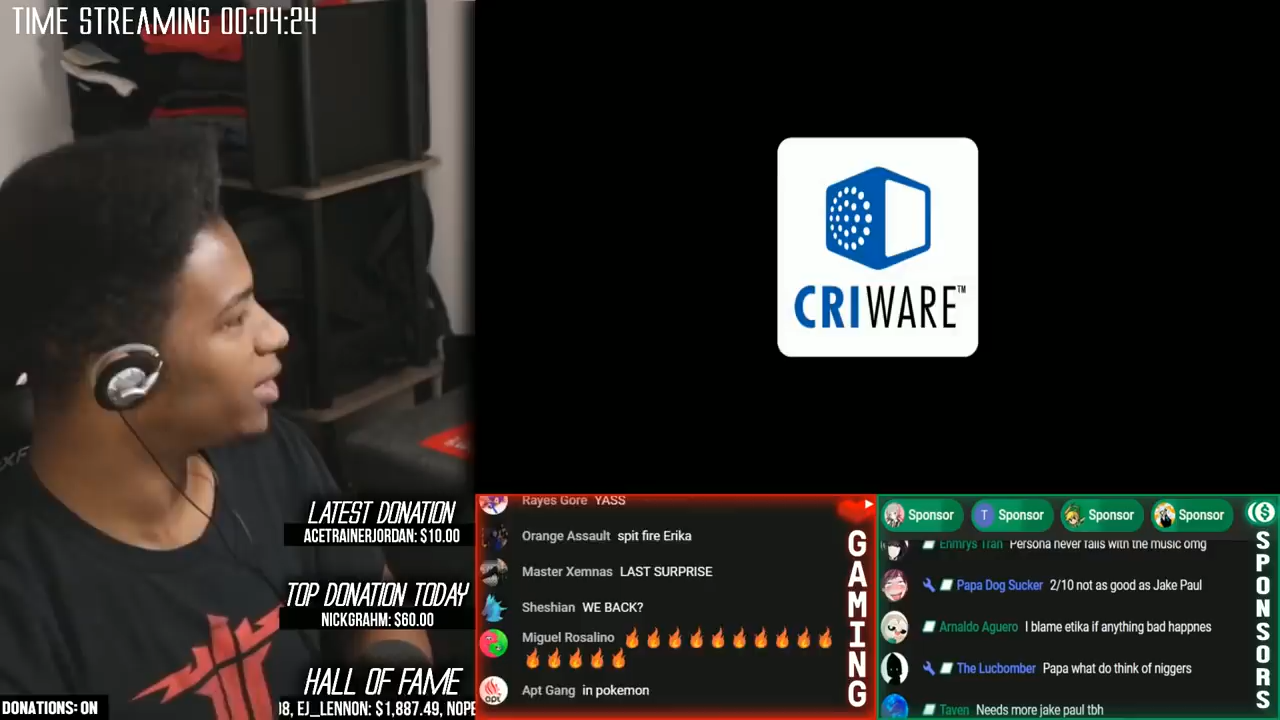 TIME STREAMING 00:04:24
CRIWARE™
LATEST DONATION
ACETRAINERJORDAN: $10.00
TOP DONATION TODAY
NICKGRAHM: $60.00
HALL OF FAME
DONATIONS: ON
J8, EJ_LENNON: $1,887.49, NOPE
Rayes Gore YASS
Orange Assault spit fire Erika
Master Xemnas LAST SURPRISE
Sheshian WE BACK?
Miguel Rosalino 🔥🔥🔥🔥🔥🔥🔥🔥🔥🔥
🔥🔥🔥🔥🔥
Apt Gang in pokemon
GAMING
Sponsor
T Sponsor
Sponsor
Sponsor
Enmrys Tran Persona never fails with the music omg
Papa Dog Sucker 2/10 not as good as Jake Paul
Arnaldo Aguero I blame etika if anything bad happnes
The Lucbomber Papa what do think of niggers
Taven Needs more jake paul tbh
SPONSORS